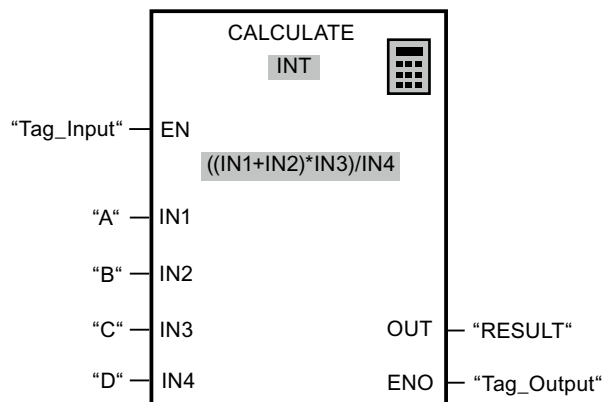 CALCULATE
INT
“Tag_Input“ EN
((IN1+IN2)*IN3)/IN4
“A“ IN1
“B“ IN2
“C“ IN3 OUT “RESULT“
“D“ IN4 ENO “Tag_Output“